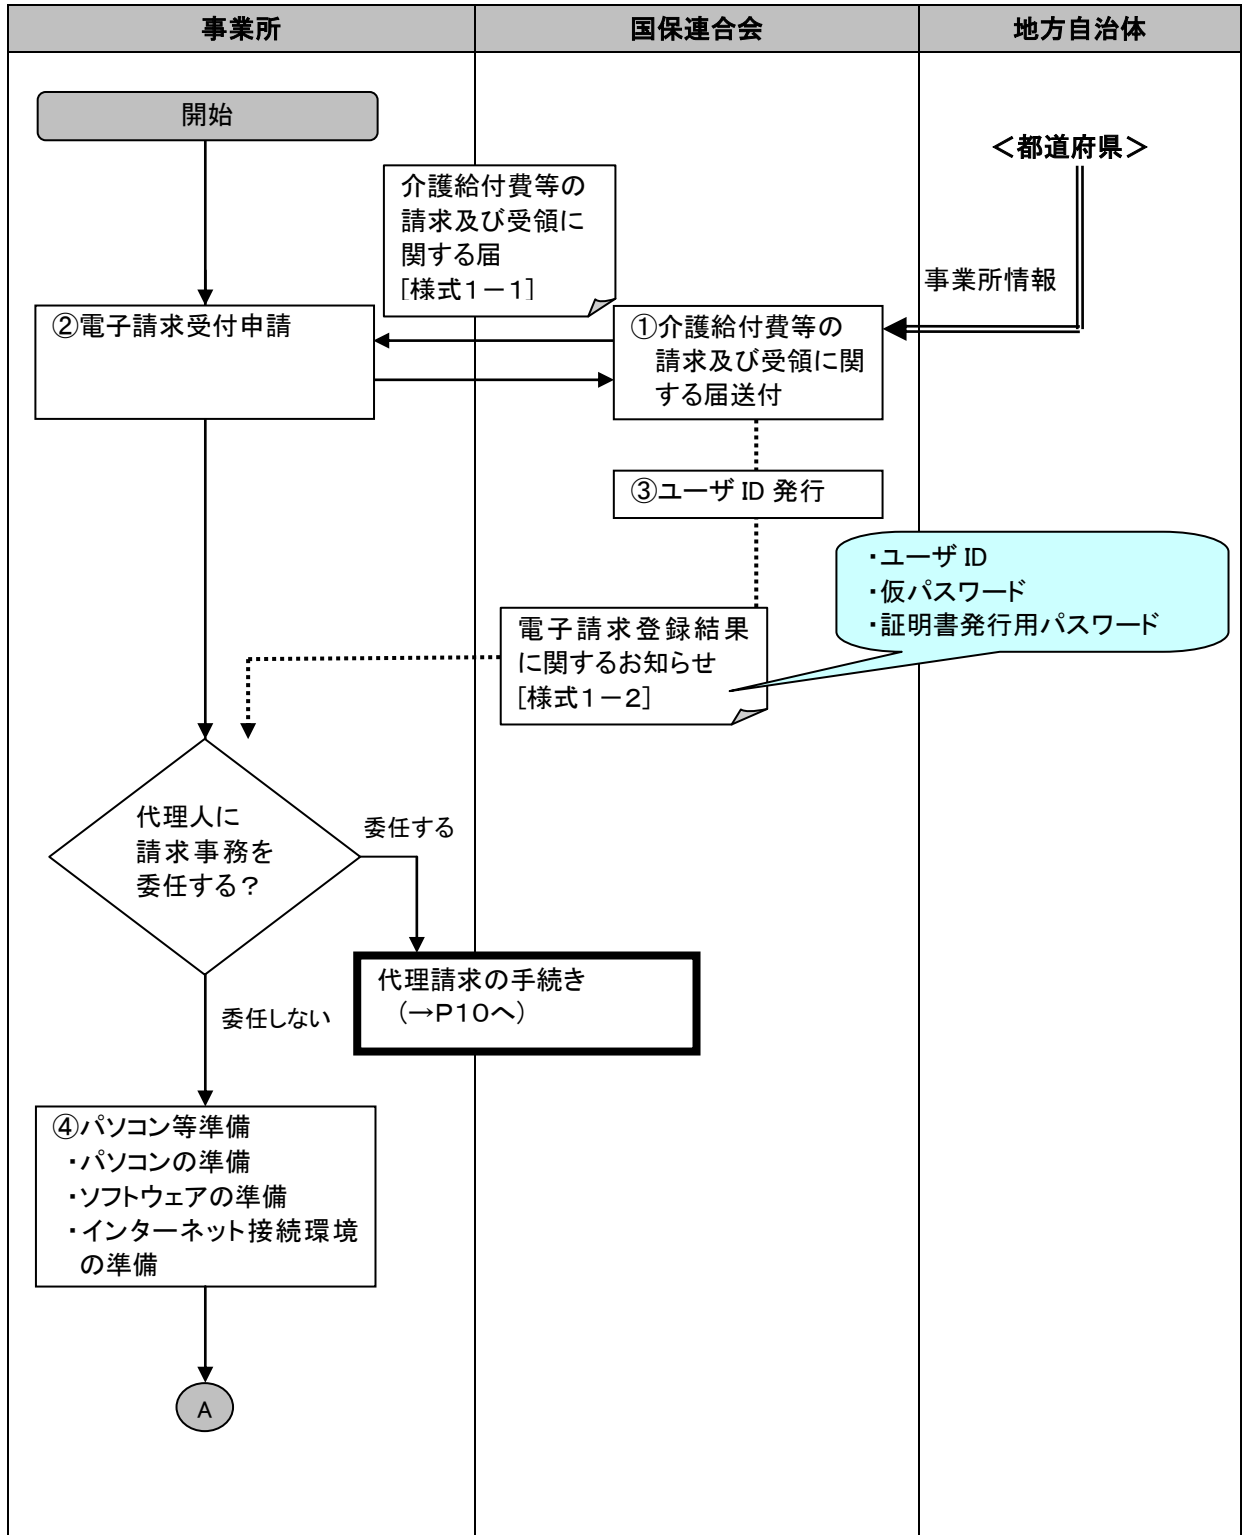 事業所
国保連合会
地方自治体
開始
＜都道府県＞
介護給付費等の
請求及び受領に
関する届
[様式１－１]
事業所情報
②電子請求受付申請
①介護給付費等の
請求及び受領に関
する届送付
③ユーザ ID 発行
・ユーザ ID
・仮パスワード
・証明書発行用パスワード
電子請求登録結果
に関するお知らせ
[様式１－２]
代理人に
請求事務を
委任する？
委任する
代理請求の手続き
（→Ｐ１０へ）
委任しない
④パソコン等準備
・パソコンの準備
・ソフトウェアの準備
・インターネット接続環境
の準備
A